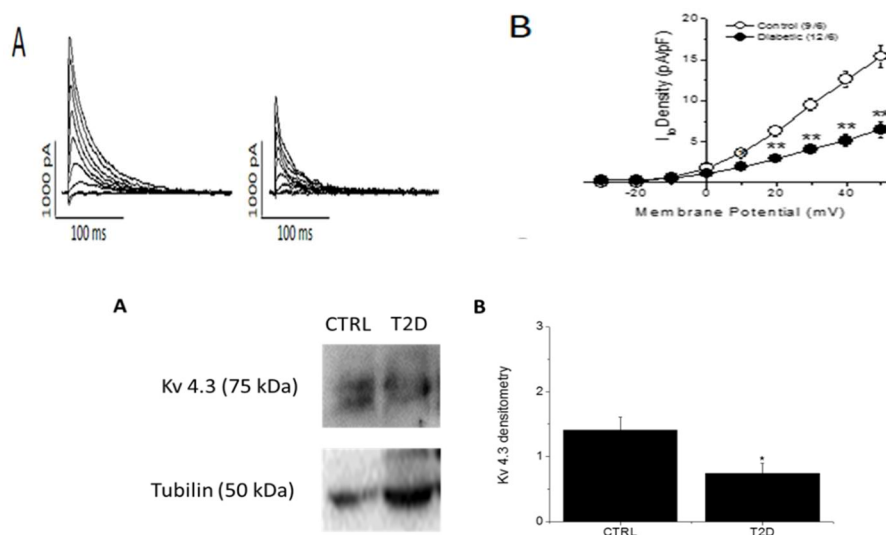 A
1000 pA
100 ms
1000 pA
100 ms
B
I to Density (pA/pF)
20
15
10
5
Control (9/6)
Diabetic (12/6)
*
**
**
**
**
-20
0
20
40
Membrane Potential (mV)
A
CTRL T2D
Kv 4.3 (75 kDa)
Tubilin (50 kDa)
B
Kv 4.3 densitometry
3
2
1
0
*
CTRL
T2D